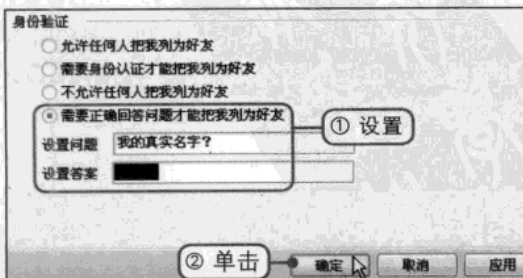 身份验证
允许任何人把我列为好友
需要身份认证才能把我列为好友
不允许任何人把我列为好友
需要正确回答问题才能把我列为好友
① 设置
设置问题 我的真实名字？
设置答案
② 单击 确定 取消 应用